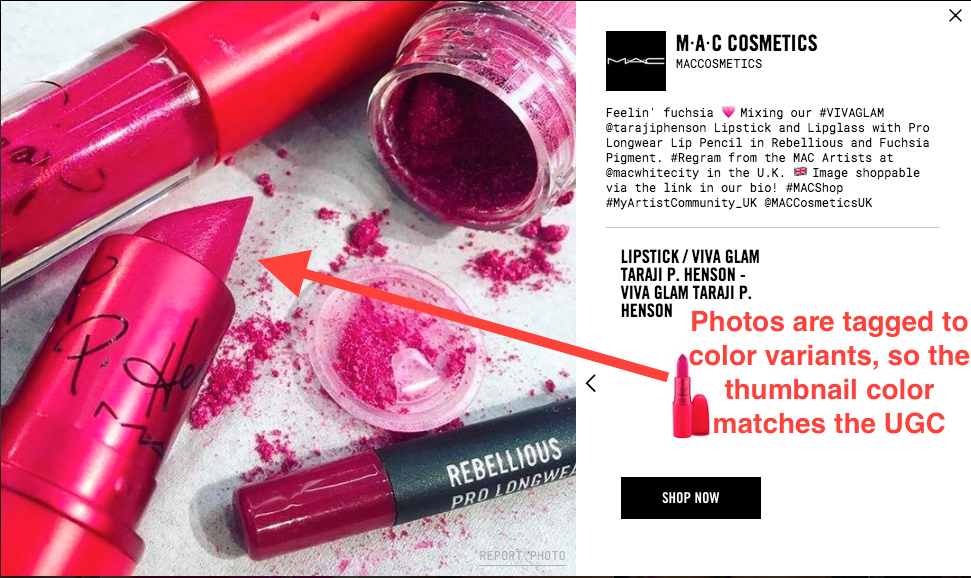 M·A·C
M·A·C COSMETICS
MACCOSMETICS
Feelin' fuchsia 💗 Mixing our #VIVAGLAM
@tarajiphenson Lipstick and Lipglass with Pro
Longwear Lip Pencil in Rebellious and Fuchsia
Pigment. #Regram from the MAC Artists at
@macwhitecity in the U.K. 🇬🇧 Image shoppable
via the link in our bio! #MACShop
#MyArtistCommunity_UK @MACCosmeticsUK
LIPSTICK / VIVA GLAM
TARAJI P. HENSON -
VIVA GLAM TARAJI P.
HENSON
Photos are tagged to
color variants, so the
thumbnail color
matches the UGC
SHOP NOW
P. He
REBELLIOUS
PRO LONGWEA
REPORT PHOTO